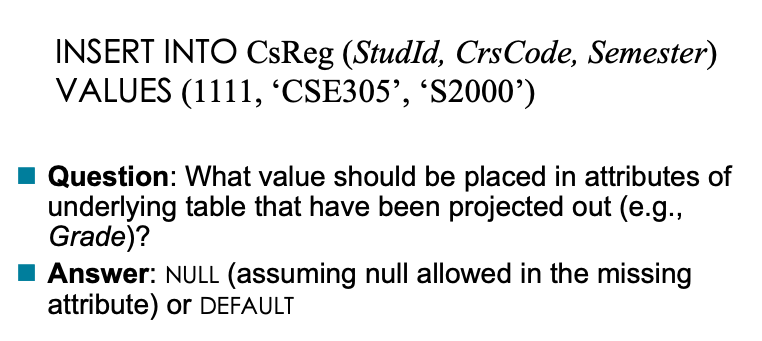 INSERT INTO CsReg (StudId, CrsCode, Semester)
VALUES (1111, ‘CSE305’, ‘S2000’)
Question: What value should be placed in attributes of
underlying table that have been projected out (e.g.,
Grade)?
Answer: NULL (assuming null allowed in the missing
attribute) or DEFAULT